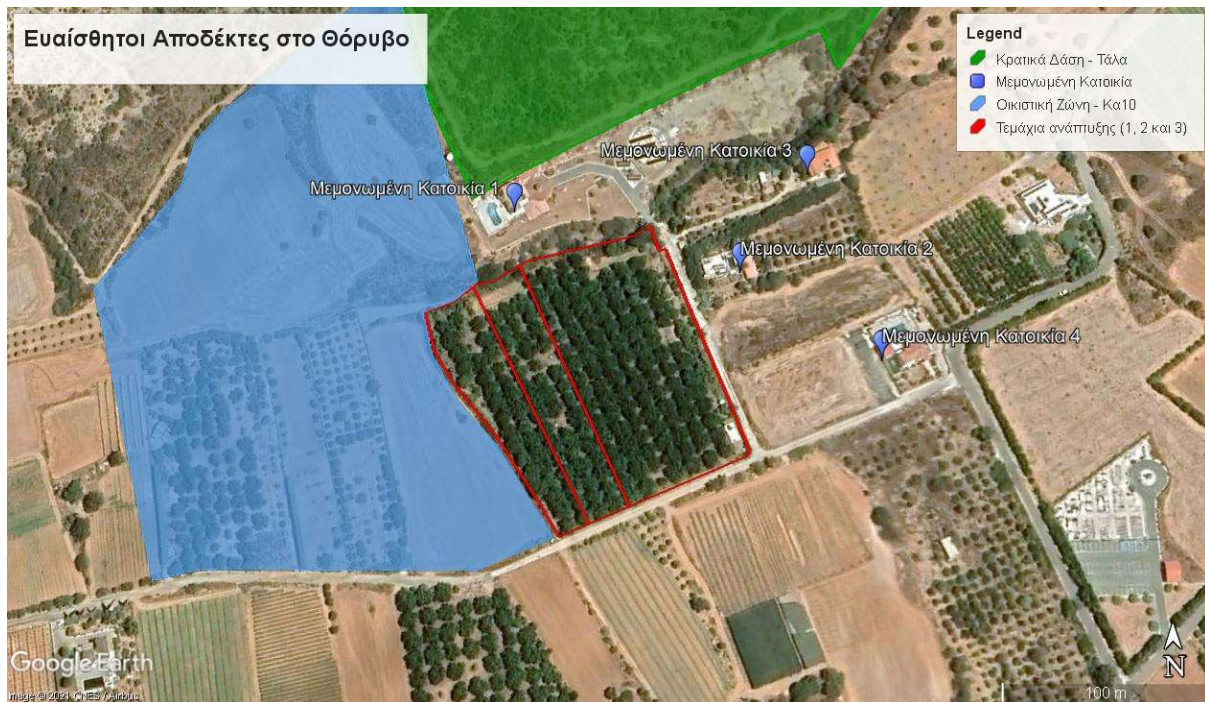 Ευαίσθητοι Αποδέκτες στο Θόρυβο
Legend
Κρατικά Δάση - Τάλα
Μεμονωμένη Κατοικία
Οικιστική Ζώνη - Κα10
Τεμάχια ανάπτυξης (1, 2 και 3)
Μεμονωμένη Κατοικία 3
Μεμονωμένη Κατοικία 1
Μεμονωμένη Κατοικία 2
Μεμονωμένη Κατοικία 4
Google Earth
Image © 2021 CNES / Airbus
N
100 m